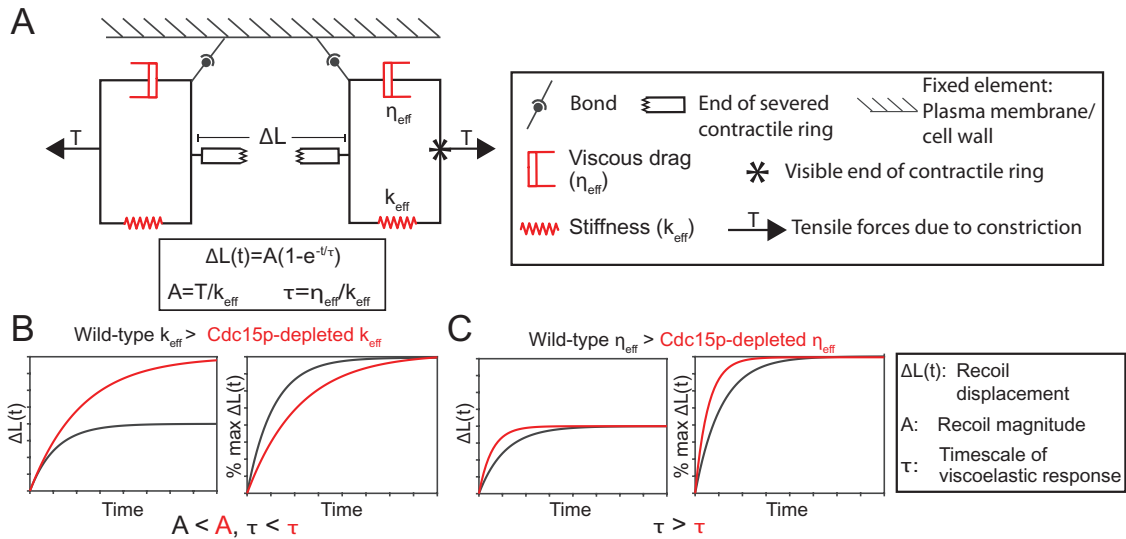 A
T
ΔL
η_eff
k_eff
T
ΔL(t)=A(1-e^-t/τ)
A=T/k_eff τ=η_eff/k_eff
Bond
End of severed
contractile ring
Fixed element:
Plasma membrane/
cell wall
Viscous drag
(η_eff)
Visible end of contractile ring
Stiffness (k_eff)
T
Tensile forces due to constriction
B
Wild-type k_eff > Cdc15p-depleted k_eff
ΔL(t)
Time
% max ΔL(t)
Time
A < A, τ < τ
C
Wild-type η_eff > Cdc15p-depleted η_eff
ΔL(t)
Time
% max ΔL(t)
Time
τ > τ
ΔL(t): Recoil
displacement
A: Recoil magnitude
τ: Timescale of
viscoelastic response